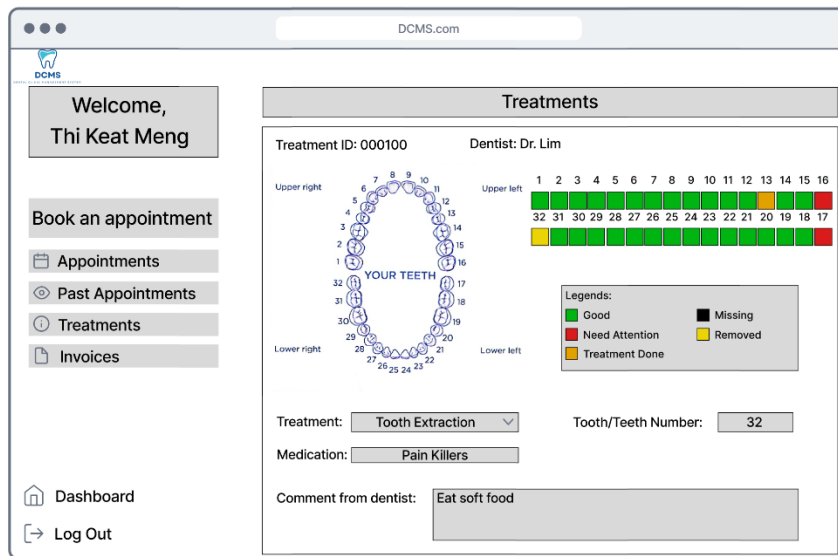 DCMS.com
DCMS
Welcome,
Thi Keat Meng
Book an appointment
Appointments
Past Appointments
Treatments
Invoices
Dashboard
Log Out
Treatments
Treatment ID: 000100 Dentist: Dr. Lim
Upper right
Upper left
1 2 3 4 5 6 7 8 9 10 11 12 13 14 15 16
YOUR TEETH
32 31 30 29 28 27 26 25 24 23 22 21 20 19 18 17
Lower right
Lower left
1 2 3 4 5 6 7 8 9 10 11 12 13 14 15 16
32 31 30 29 28 27 26 25 24 23 22 21 20 19 18 17
Legends:
Good Missing
Need Attention Removed
Treatment Done
Treatment: Tooth Extraction Tooth/Teeth Number: 32
Medication: Pain Killers
Comment from dentist: Eat soft food